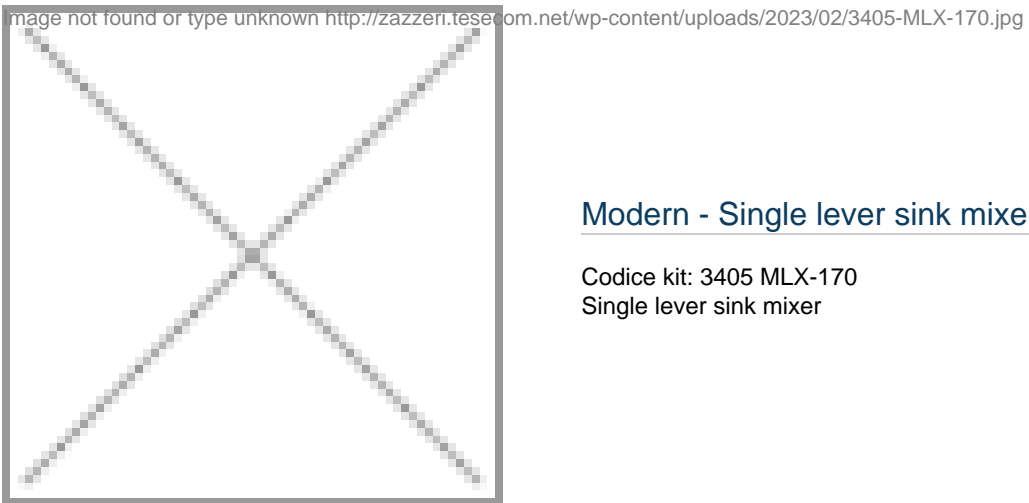 Image not found or type unknown http://zazzeri.tesecom.net/wp-content/uploads/2023/02/3405-MLX-170.jpg
Modern - Single lever sink mixe
Codice kit: 3405 MLX-170
Single lever sink mixer